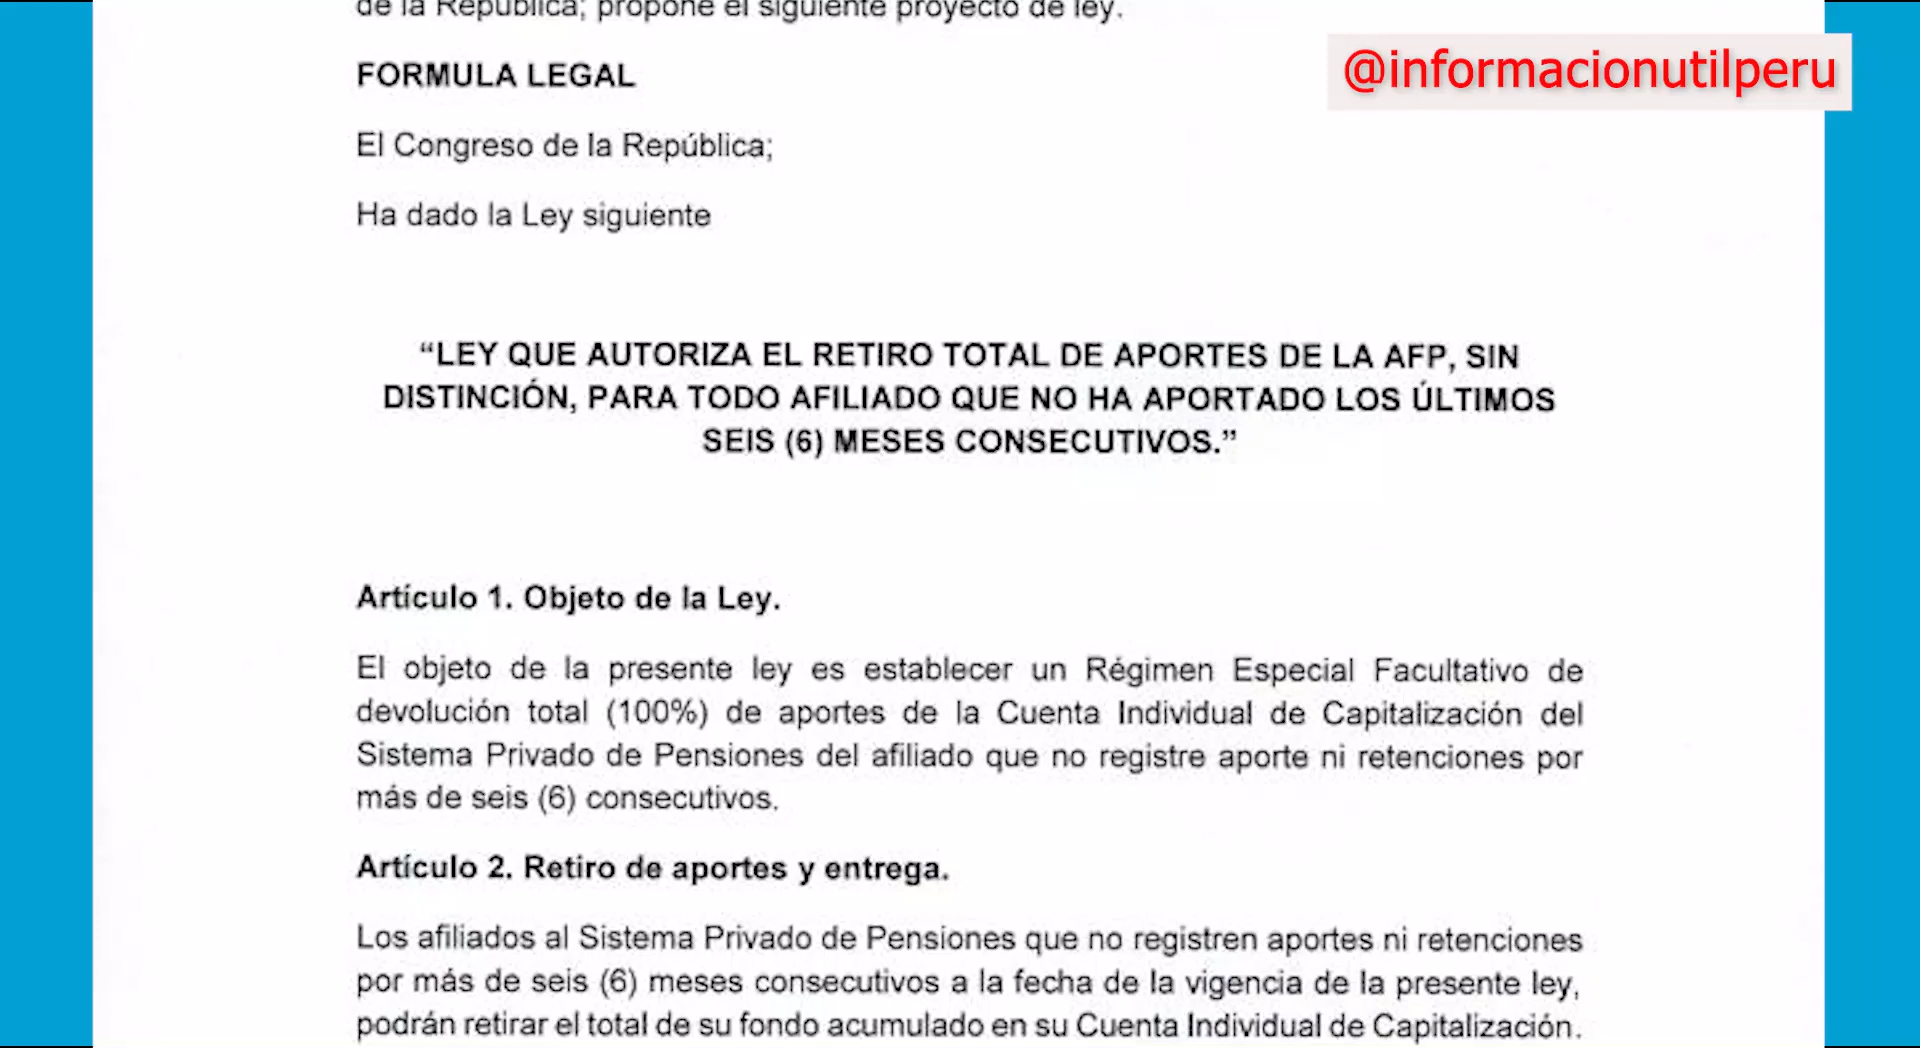 de la República; propone el siguiente proyecto de ley.
@informacionutilperu
FORMULA LEGAL
El Congreso de la República;
Ha dado la Ley siguiente
“LEY QUE AUTORIZA EL RETIRO TOTAL DE APORTES DE LA AFP, SIN
DISTINCIÓN, PARA TODO AFILIADO QUE NO HA APORTADO LOS ÚLTIMOS
SEIS (6) MESES CONSECUTIVOS.”
Artículo 1. Objeto de la Ley.
El objeto de la presente ley es establecer un Régimen Especial Facultativo de
devolución total (100%) de aportes de la Cuenta Individual de Capitalización del
Sistema Privado de Pensiones del afiliado que no registre aporte ni retenciones por
más de seis (6) consecutivos.
Artículo 2. Retiro de aportes y entrega.
Los afiliados al Sistema Privado de Pensiones que no registren aportes ni retenciones
por más de seis (6) meses consecutivos a la fecha de la vigencia de la presente ley,
podrán retirar el total de su fondo acumulado en su Cuenta Individual de Capitalización.